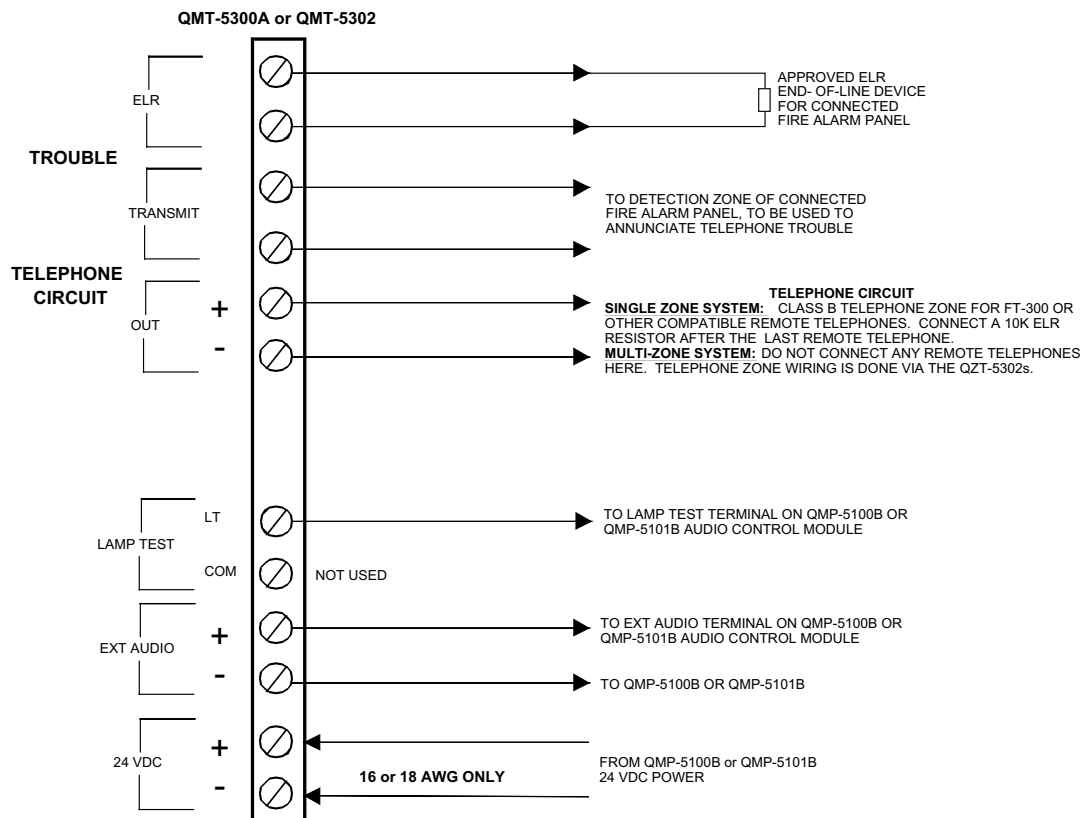 QMT-5300A or QMT-5302
ELR
APPROVED ELR
END- OF-LINE DEVICE
FOR CONNECTED
FIRE ALARM PANEL
TROUBLE
TRANSMIT
TO DETECTION ZONE OF CONNECTED
FIRE ALARM PANEL, TO BE USED TO
ANNUNCIATE TELEPHONE TROUBLE
TELEPHONE
CIRCUIT
OUT
+
-
TELEPHONE CIRCUIT
SINGLE ZONE SYSTEM: CLASS B TELEPHONE ZONE FOR FT-300 OR
OTHER COMPATIBLE REMOTE TELEPHONES. CONNECT A 10K ELR
RESISTOR AFTER THE LAST REMOTE TELEPHONE.
MULTI-ZONE SYSTEM: DO NOT CONNECT ANY REMOTE TELEPHONES
HERE. TELEPHONE ZONE WIRING IS DONE VIA THE QZT-5302s.
LAMP TEST
LT
TO LAMP TEST TERMINAL ON QMP-5100B OR
QMP-5101B AUDIO CONTROL MODULE
COM
NOT USED
EXT AUDIO
+
TO EXT AUDIO TERMINAL ON QMP-5100B OR
QMP-5101B AUDIO CONTROL MODULE
-
TO QMP-5100B OR QMP-5101B
24 VDC
+
-
16 or 18 AWG ONLY
FROM QMP-5100B or QMP-5101B
24 VDC POWER